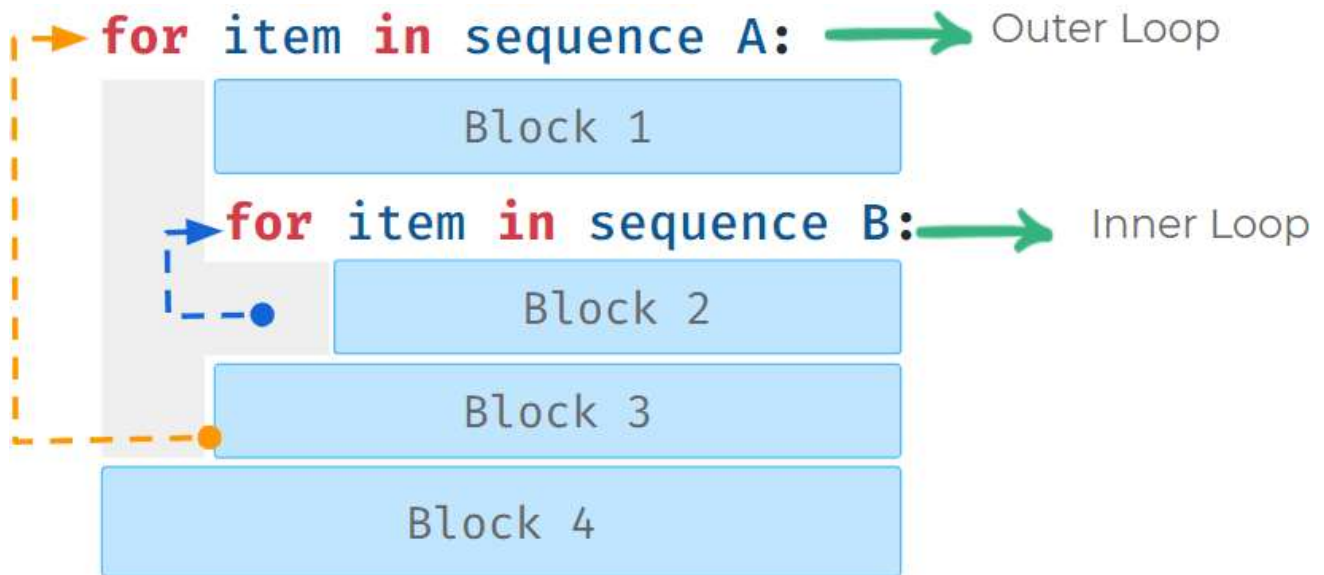 for item in sequence A: Outer Loop
Block 1
for item in sequence B: Inner Loop
Block 2
Block 3
Block 4